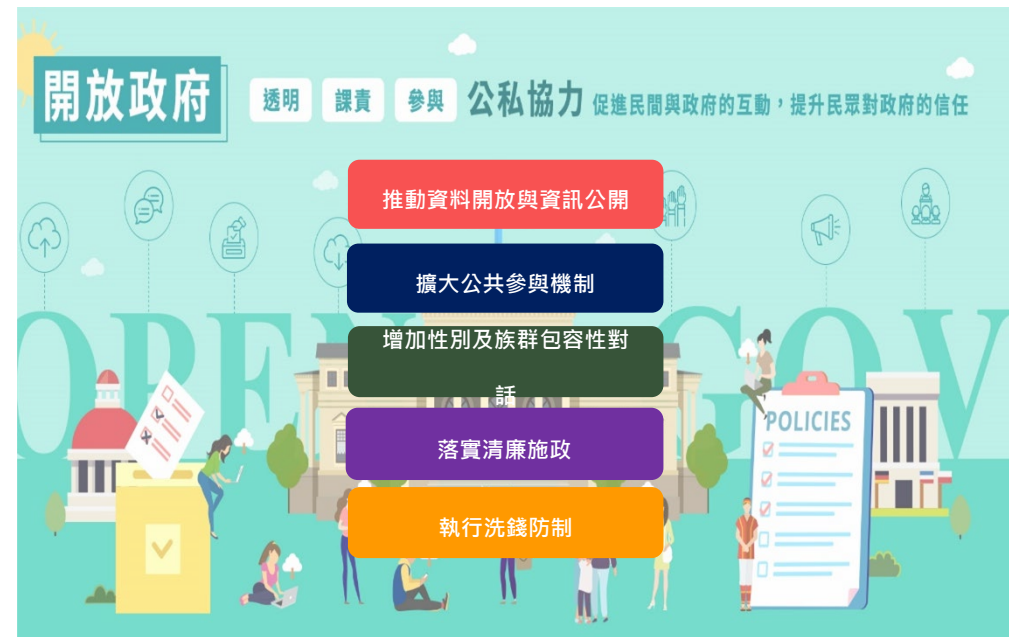 開放政府 透明 課責 參與 公私協力 促進民間與政府的互動，提升民眾對政府的信任
推動資料開放與資訊公開
擴大公共參與機制
增加性別及族群包容性對
話
落實清廉施政
執行洗錢防制
OPEN GOV
POLICIES